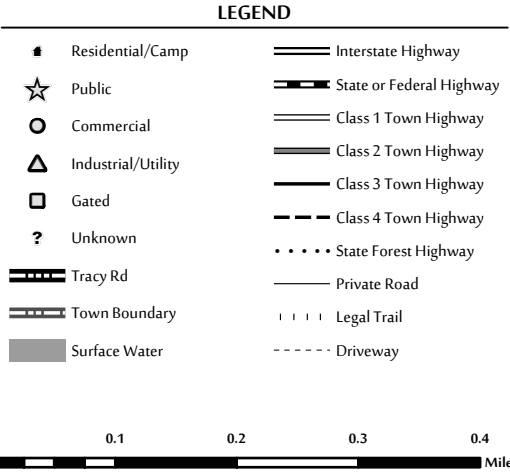 LEGEND
Residential/Camp
Public
Commercial
Industrial/Utility
Gated
? Unknown
Tracy Rd
Town Boundary
Surface Water
Interstate Highway
State or Federal Highway
Class 1 Town Highway
Class 2 Town Highway
Class 3 Town Highway
Class 4 Town Highway
State Forest Highway
Private Road
Legal Trail
Driveway
0.1 0.2 0.3 0.4
Mile